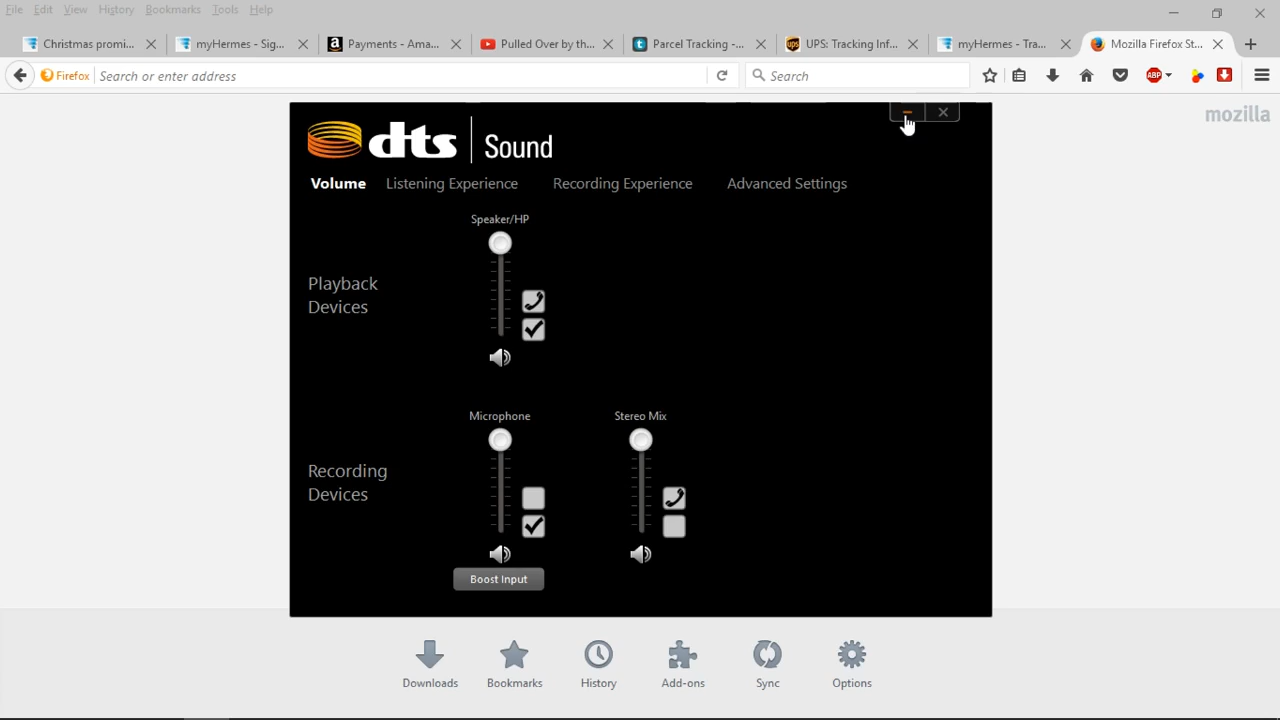 File Edit View History Bookmarks Tools Help
Christmas promi... myHermes - Sig... Payments - Ama... Pulled Over by th... Parcel Tracking -... UPS: Tracking Inf... myHermes - Tra... Mozilla Firefox St...
Firefox Search or enter address Search ABP
mozilla
dts Sound
Volume Listening Experience Recording Experience Advanced Settings
Speaker/HP
Playback
Devices
Microphone Stereo Mix
Recording
Devices
Boost Input
Downloads Bookmarks History Add-ons Sync Options